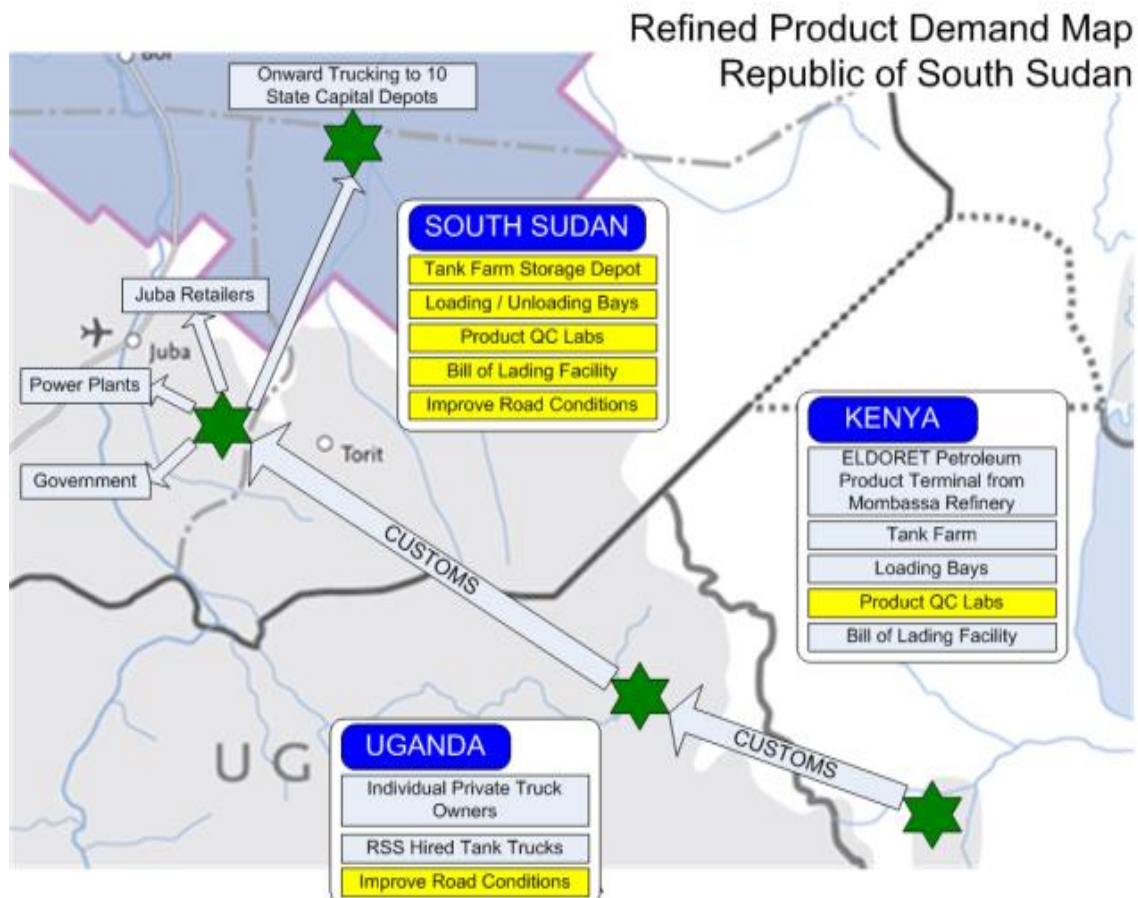 Refined Product Demand Map
Republic of South Sudan
Onward Trucking to 10
State Capital Depots
SOUTH SUDAN
Tank Farm Storage Depot
Loading / Unloading Bays
Product QC Labs
Bill of Lading Facility
Improve Road Conditions
Juba Retailers
Juba
Power Plants
Government
Torit
CUSTOMS
KENYA
ELDORET Petroleum
Product Terminal from
Mombassa Refinery
Tank Farm
Loading Bays
Product QC Labs
Bill of Lading Facility
CUSTOMS
U G
UGANDA
Individual Private Truck
Owners
RSS Hired Tank Trucks
Improve Road Conditions